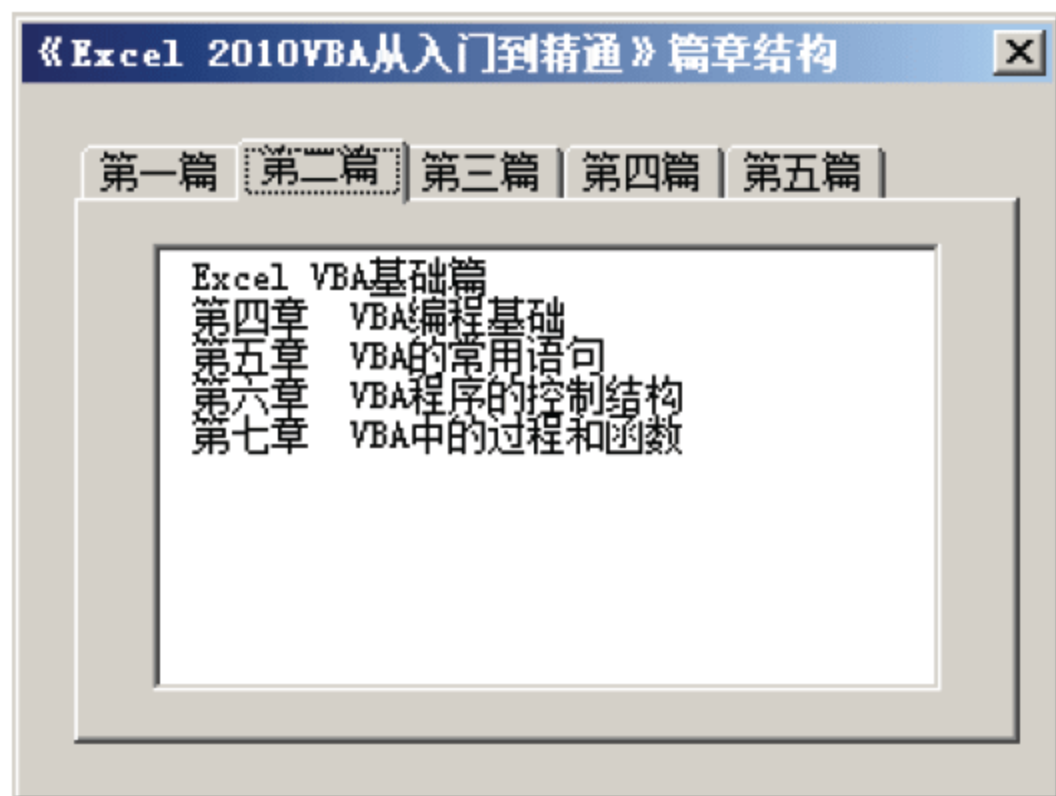 《Excel 2010VBA从入门到精通》篇章结构
第一篇 第二篇 第三篇 第四篇 第五篇
Excel VBA基础篇
第四章 VBA编程基础
第五章 VBA的常用语句
第六章 VBA程序的控制结构
第七章 VBA中的过程和函数